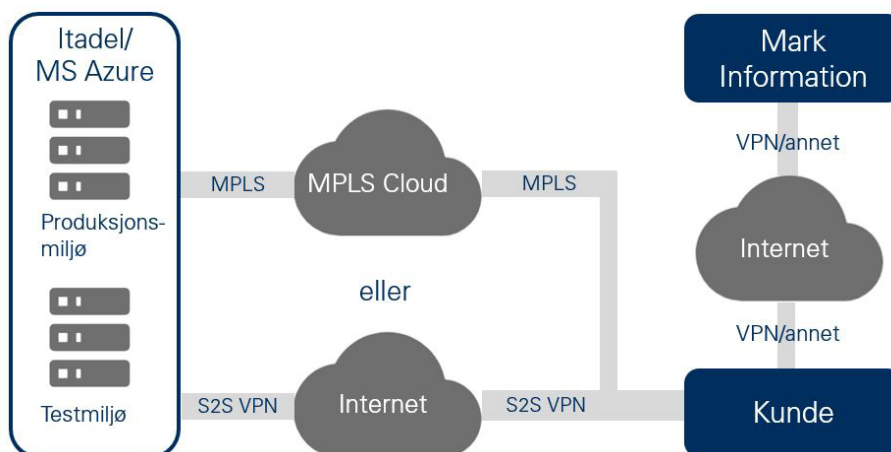 Itadel/
MS Azure
Produksjons-
miljø
Testmiljø
MPLS
MPLS Cloud
MPLS
eller
S2S VPN
Internet
S2S VPN
Mark
Information
VPN/annet
Internet
VPN/annet
Kunde